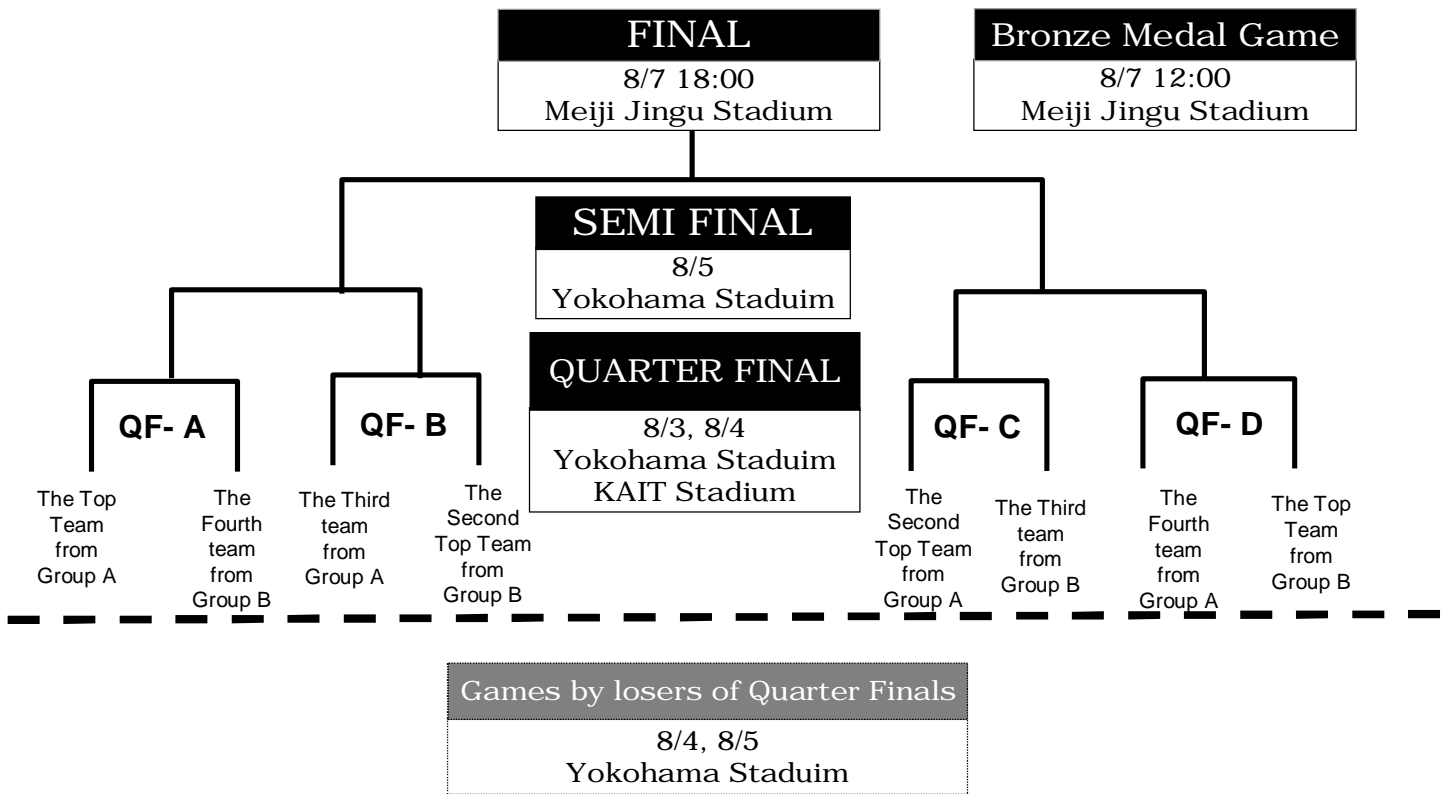 FINAL
8/7 18:00
Meiji Jingu Stadium
Bronze Medal Game
8/7 12:00
Meiji Jingu Stadium
SEMI FINAL
8/5
Yokohama Staduim
QUARTER FINAL
8/3, 8/4
Yokohama Staduim
KAIT Stadium
QF- A
QF- B
QF- C
QF- D
The Top
Team
from
Group A
The
Fourth
team
from
Group B
The Third
team
from
Group A
The
Second
Top Team
from
Group B
The
Second
Top Team
from
Group A
The Third
team
from
Group B
The
Fourth
team
from
Group A
The Top
Team
from
Group B
Games by losers of Quarter Finals
8/4, 8/5
Yokohama Staduim